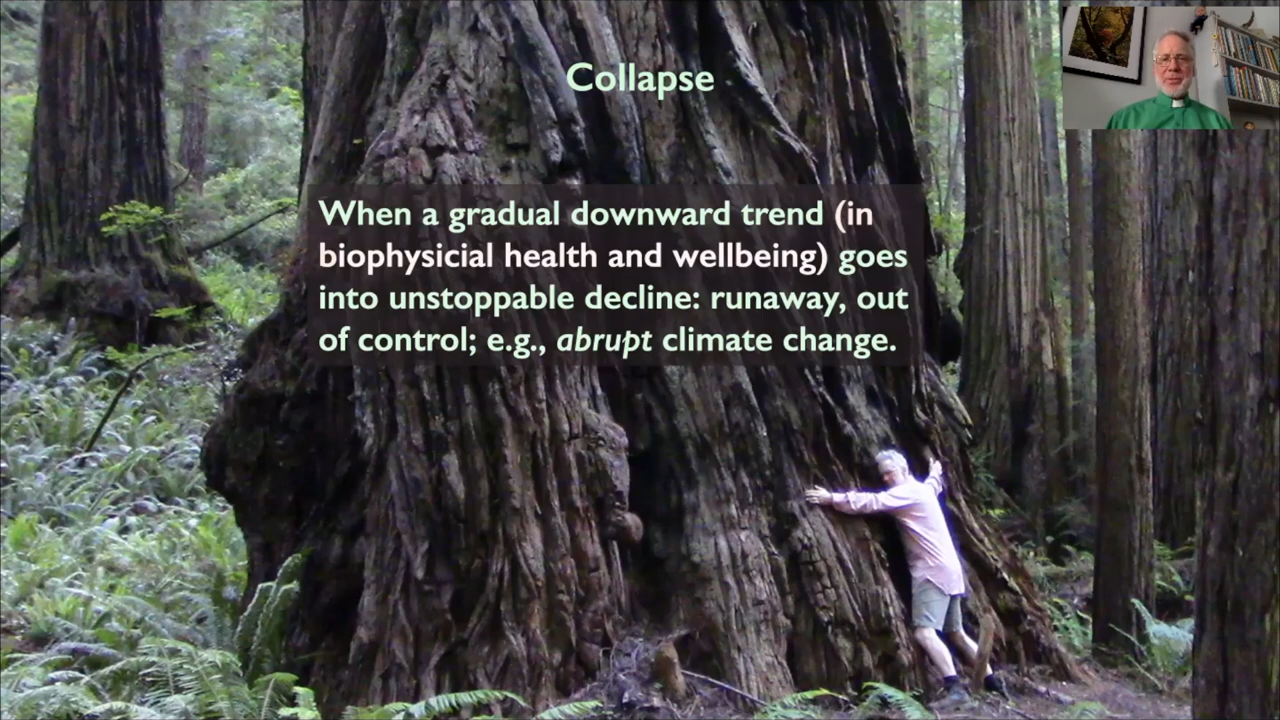 Collapse
When a gradual downward trend (in
biophysicial health and wellbeing) goes
into unstoppable decline: runaway, out
of control; e.g., abrupt climate change.